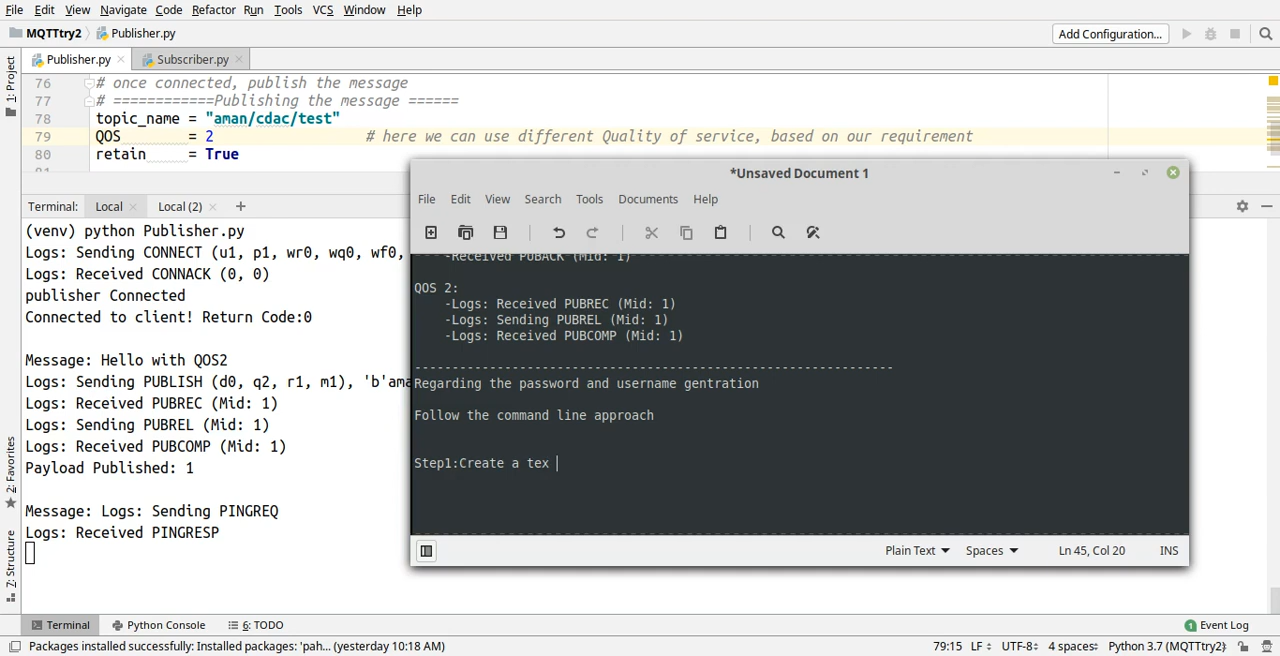 File Edit View Navigate Code Refactor Run Tools VCS Window Help
MQTTtry2 Publisher.py Add Configuration...
Publisher.py Subscriber.py
1: Project
76 # once connected, publish the message
77 # ============Publishing the message ======
78 topic_name = "aman/cdac/test"
79 QOS = 2 # here we can use different Quality of service, based on our requirement
80 retain = True
81
Terminal: Local Local (2) +
(venv) python Publisher.py
Logs: Sending CONNECT (u1, p1, wr0, wq0, wf0,
Logs: Received CONNACK (0, 0)
publisher Connected
Connected to client! Return Code:0
Message: Hello with QOS2
Logs: Sending PUBLISH (d0, q2, r1, m1), 'b'ama
Logs: Received PUBREC (Mid: 1)
Logs: Sending PUBREL (Mid: 1)
Logs: Received PUBCOMP (Mid: 1)
Payload Published: 1
Message: Logs: Sending PINGREQ
Logs: Received PINGRESP
*Unsaved Document 1
File Edit View Search Tools Documents Help
-Received PUBACK (Mid: 1)
QOS 2:
-Logs: Received PUBREC (Mid: 1)
-Logs: Sending PUBREL (Mid: 1)
-Logs: Received PUBCOMP (Mid: 1)
----------------------------------------------------------------
Regarding the password and username gentration
Follow the command line approach
Step1:Create a tex
Plain Text Spaces Ln 45, Col 20 INS
2: Favorites
7: Structure
Terminal Python Console 6: TODO 1 Event Log
Packages installed successfully: Installed packages: 'pah... (yesterday 10:18 AM) 79:15 LF UTF-8 4 spaces Python 3.7 (MQTTtry2)